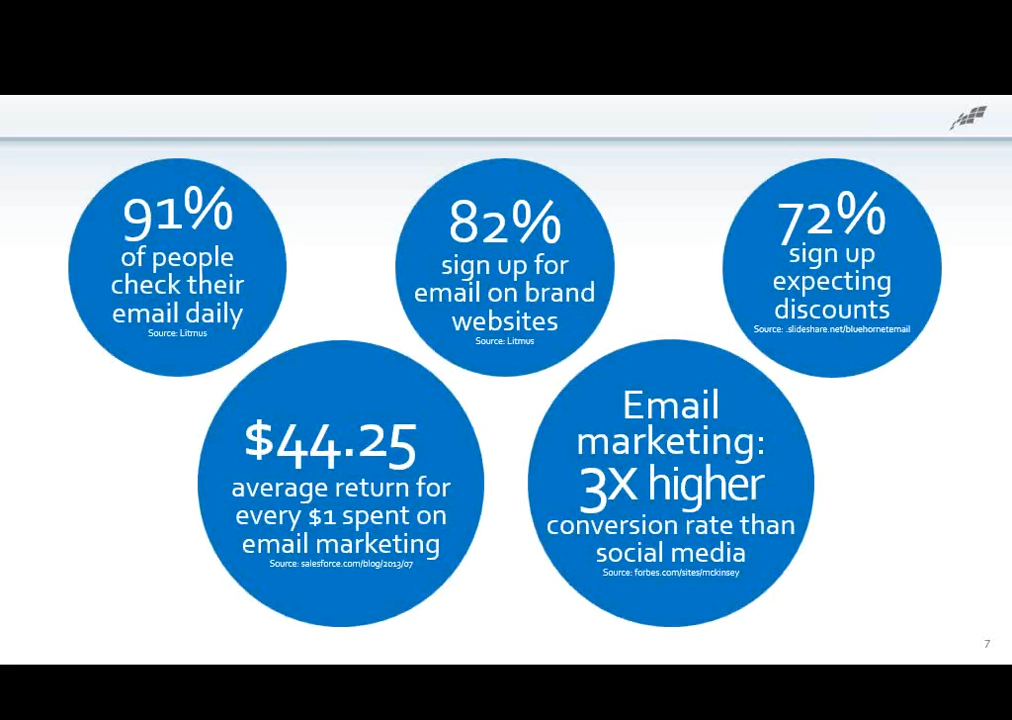 91%
of people
check their
email daily
Source: Litmus
82%
sign up for
email on brand
websites
Source: Litmus
72%
sign up
expecting
discounts
Source: .slideshare.net/bluehornetemail
$44.25
average return for
every $1 spent on
email marketing
Source: salesforce.com/blog/2013/07
Email
marketing:
3X higher
conversion rate than
social media
Source: forbes.com/sites/mckinsey
7